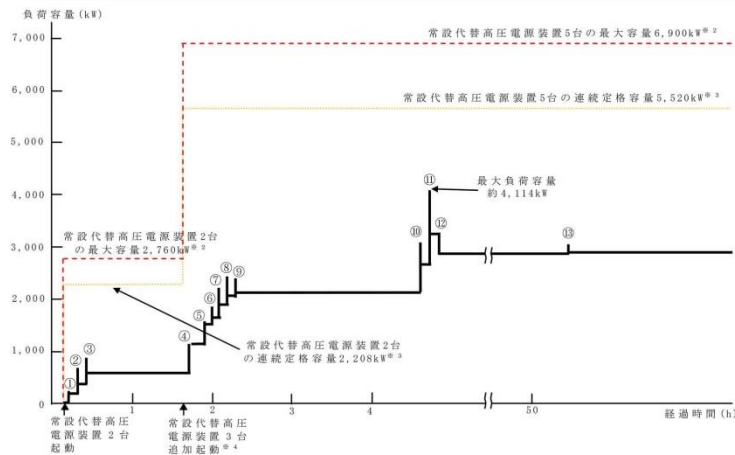 負荷容量(kW)
常設代替高圧電源装置5台の最大容量6,900kW※2
7,000
6,000
常設代替高圧電源装置5台の連続定格容量5,520kW※3
5,000
4,000
⑪
最大負荷容量
約4,114kW
⑩
⑫
⑬
3,000
常設代替高圧電源装置2台
の最大容量2,760kW※2
2,000
⑧
⑦
⑨
⑥
⑤
④
常設代替高圧電源装置2台
の連続定格容量2,208kW※3
1,000
③
②
①
0
1
2
3
4
50
経過時間(h)
常設代替高圧
電源装置2台
起動
常設代替高圧
電源装置3台
追加起動※4